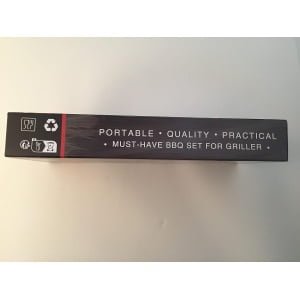 PORTABLE • QUALITY • PRACTICAL
• MUST-HAVE BBQ SET FOR GRILLER •